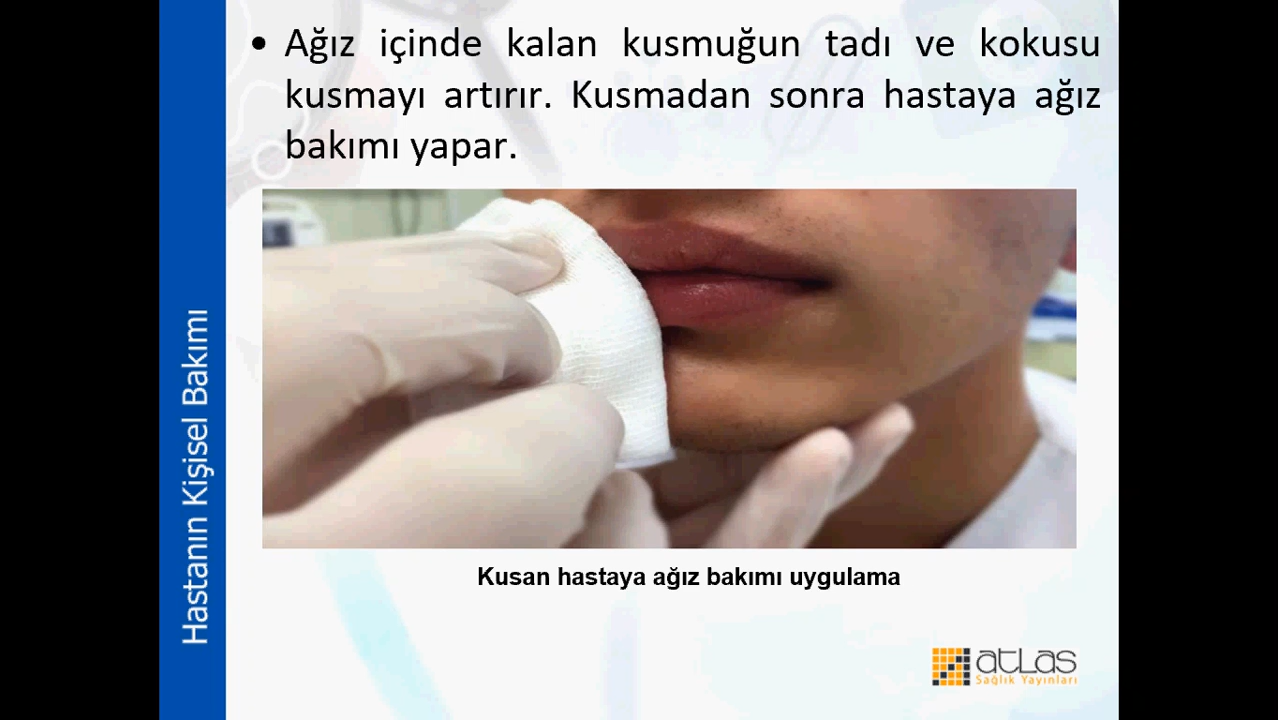 • Ağız içinde kalan kusmuğun tadı ve kokusu
kusmayı artırır. Kusmadan sonra hastaya ağız
bakımı yapar.
Hastanın Kişisel Bakımı
Kusan hastaya ağız bakımı uygulama
atlas
Sağlık Yayınları